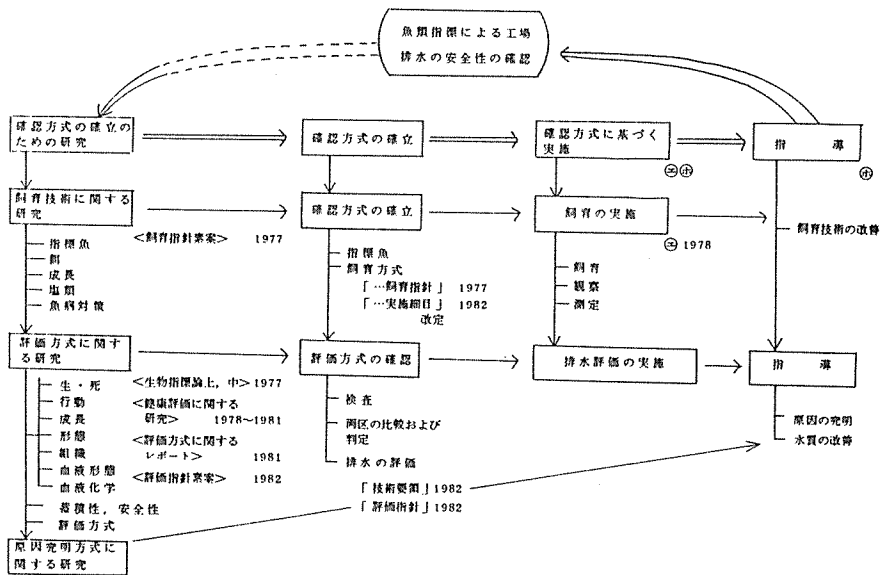 魚類指標による工場
排水の安全性の確認
確認方式の確立の
ための研究
確認方式の確立
確認方式に基づく
実施
㋓㋭
指導
㋭
飼育技術に関する
研究
確認方式の確立
飼育の実施
㋓ 1978
飼育技術の改善
<飼育指針素案> 1977
指標魚
餌
成長
塩類
魚病対策
指標魚
飼育方式
「…飼育指針」 1977
「…実施細目」 1982
改定
飼育
観察
測定
評価方式に関す
る研究
評価方式の確認
排水評価の実施
指導
生・死
行動
成長
形態
組織
血液形態
血液化学
<生物指標論上,中> 1977
<健康評価に関する
研究> 1978~1981
<評価方式に関する
レポート> 1981
<評価指針素案> 1982
蓄積性,安全性
評価方式
検査
両区の比較および
判定
排水の評価
「技術要領」1982
「評価指針」1982
原因の究明
水質の改善
原因究明方式に
関する研究